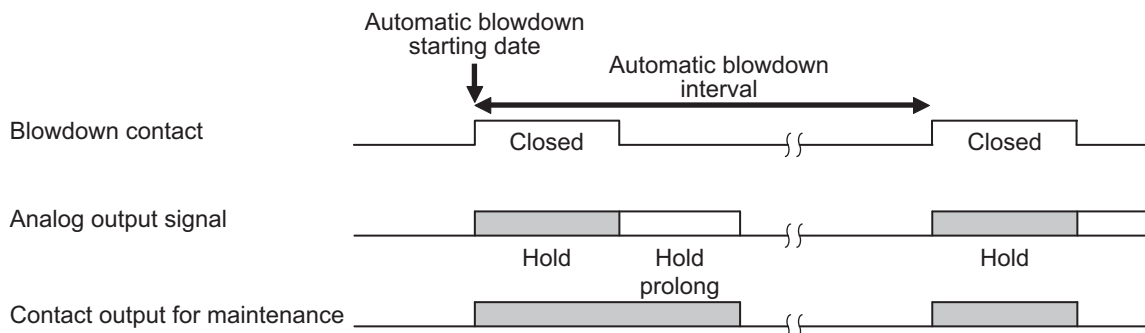 Automatic blowdown
starting date
Automatic blowdown
interval
Blowdown contact
Closed
Closed
Analog output signal
Hold
Hold
prolong
Hold
Contact output for maintenance